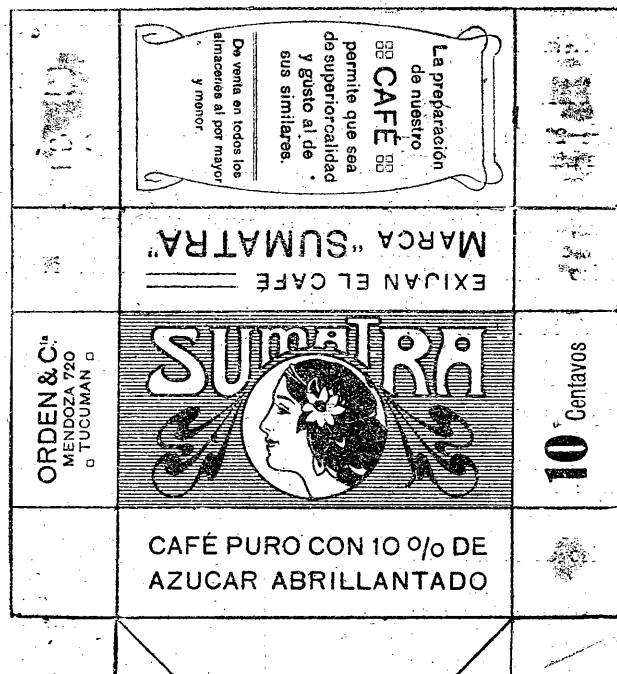 La preparación
de nuestro
CAFÉ
permite que sea
de superior calidad
y gusto al de
sus similares.
De venta en todos los
almacenes al por mayor
y menor.
EXIJAN EL CAFÉ
MARCA "SUMATRA"
SUMATRA
ORDEN & Cia
MENDOZA 720
TUCUMAN
10 Centavos
CAFÉ PURO CON 10 % DE
AZUCAR ABRILLANTADO